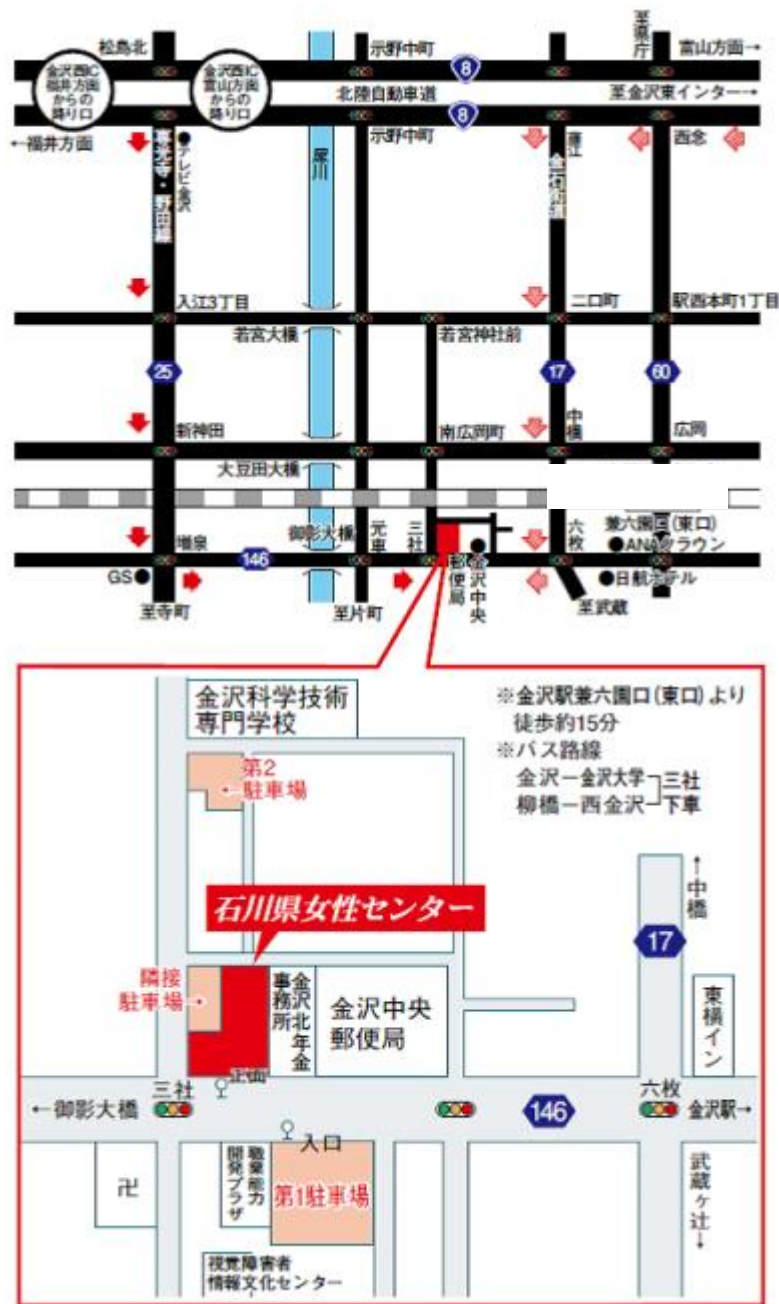 松島北
示野中町
至県庁
富山方面→
金沢西IC
福井方面
からの
降り口
金沢西IC
富山方面
からの
降り口
8
北陸自動車道
至金沢東インター→
8
←福井方面
示野中町
藤江
西念
●テレビ金沢
犀川
金石街道
入江3丁目
二口町
駅西本町1丁目
若宮大橋
若宮神社前
25
17
60
新神田
南広岡町
中橋
広岡
大豆田大橋
増泉
御影大橋
元車
三社
六枚
兼六園口(東口)
●ANAクラウン
146
GS●
●金沢中央
郵便局
●日航ホテル
至寺町
至片町
至武蔵
金沢科学技術
専門学校
※金沢駅兼六園口(東口)より
徒歩約15分
※バス路線
金沢ー金沢大学
柳橋ー西金沢
三社
下車
第2
←駐車場
石川県女性センター
←中橋
17
隣接
駐車場→
金沢北年金
事務所
金沢中央
郵便局
東横イン
正面
三社
六枚
←御影大橋
146
金沢駅→
入口
卍
職業能力
開発プラザ
第1駐車場
武蔵ヶ辻→
視覚障害者
情報文化センター